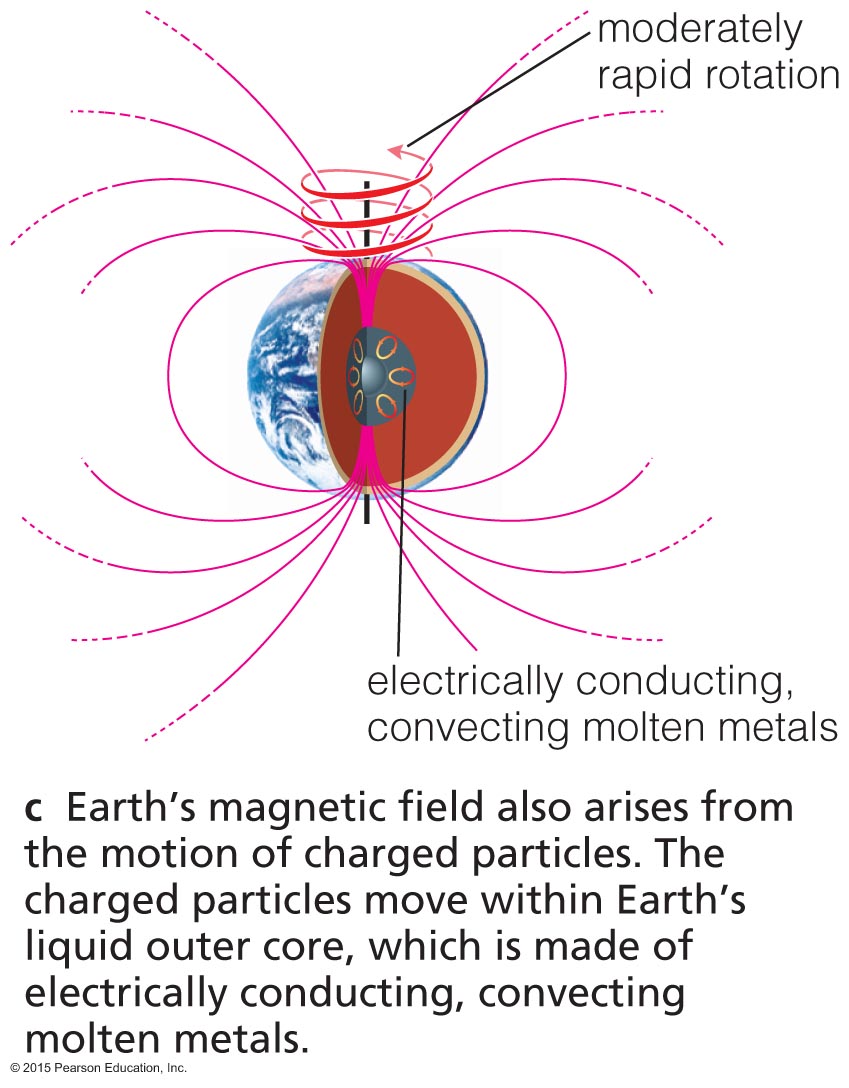 moderately
rapid rotation
electrically conducting,
convecting molten metals
c Earth's magnetic field also arises from
the motion of charged particles. The
charged particles move within Earth's
liquid outer core, which is made of
electrically conducting, convecting
molten metals.
© 2015 Pearson Education, Inc.